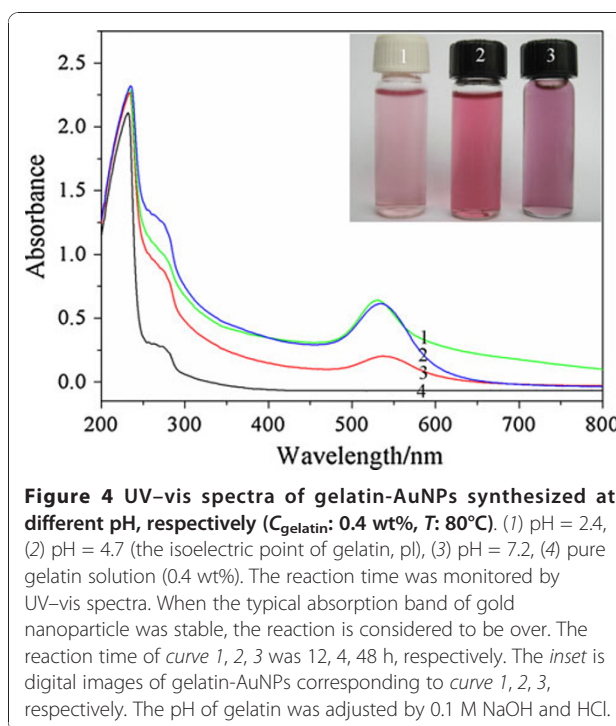 1 2 3
2.5
2.0
1.5
1.0
0.5
0.0
Absorbance
1
2
3
4
200 300 400 500 600 700 800
Wavelength/nm
Figure 4 UV–vis spectra of gelatin-AuNPs synthesized at
different pH, respectively (Cgelatin: 0.4 wt%, T: 80°C). (1) pH = 2.4,
(2) pH = 4.7 (the isoelectric point of gelatin, pI), (3) pH = 7.2, (4) pure
gelatin solution (0.4 wt%). The reaction time was monitored by
UV–vis spectra. When the typical absorption band of gold
nanoparticle was stable, the reaction is considered to be over. The
reaction time of curve 1, 2, 3 was 12, 4, 48 h, respectively. The inset is
digital images of gelatin-AuNPs corresponding to curve 1, 2, 3,
respectively. The pH of gelatin was adjusted by 0.1 M NaOH and HCl.